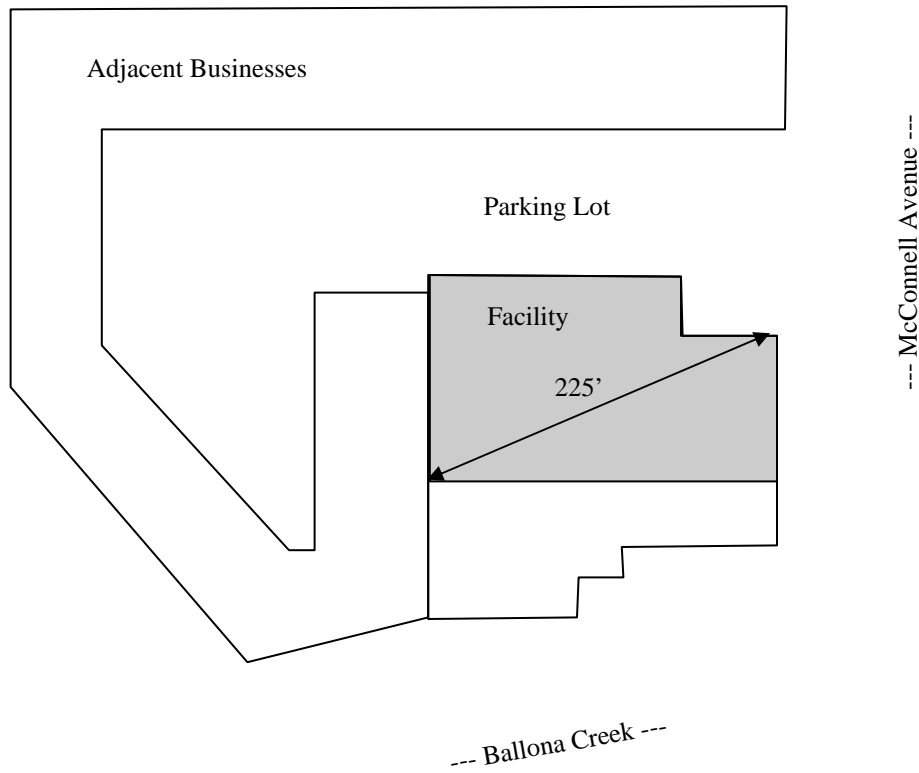 Adjacent Businesses
--- McConnell Avenue ---
Parking Lot
Facility
225’
--- Ballona Creek ---